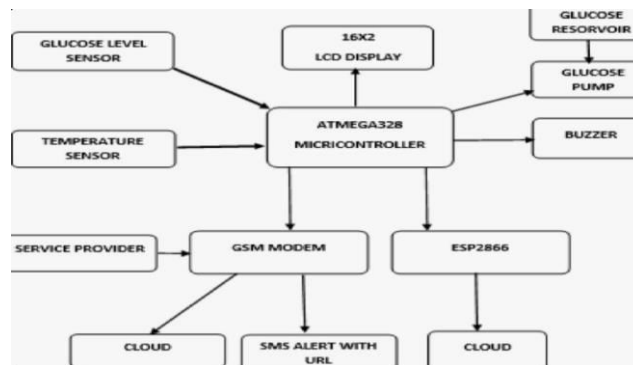 GLUCOSE LEVEL
SENSOR
16X2
LCD DISPLAY
GLUCOSE
RESORVOIR
GLUCOSE
PUMP
ATMEGA328
MICRICONTROLLER
TEMPERATURE
SENSOR
BUZZER
SERVICE PROVIDER
GSM MODEM
ESP2866
CLOUD
SMS ALERT WITH
URL
CLOUD